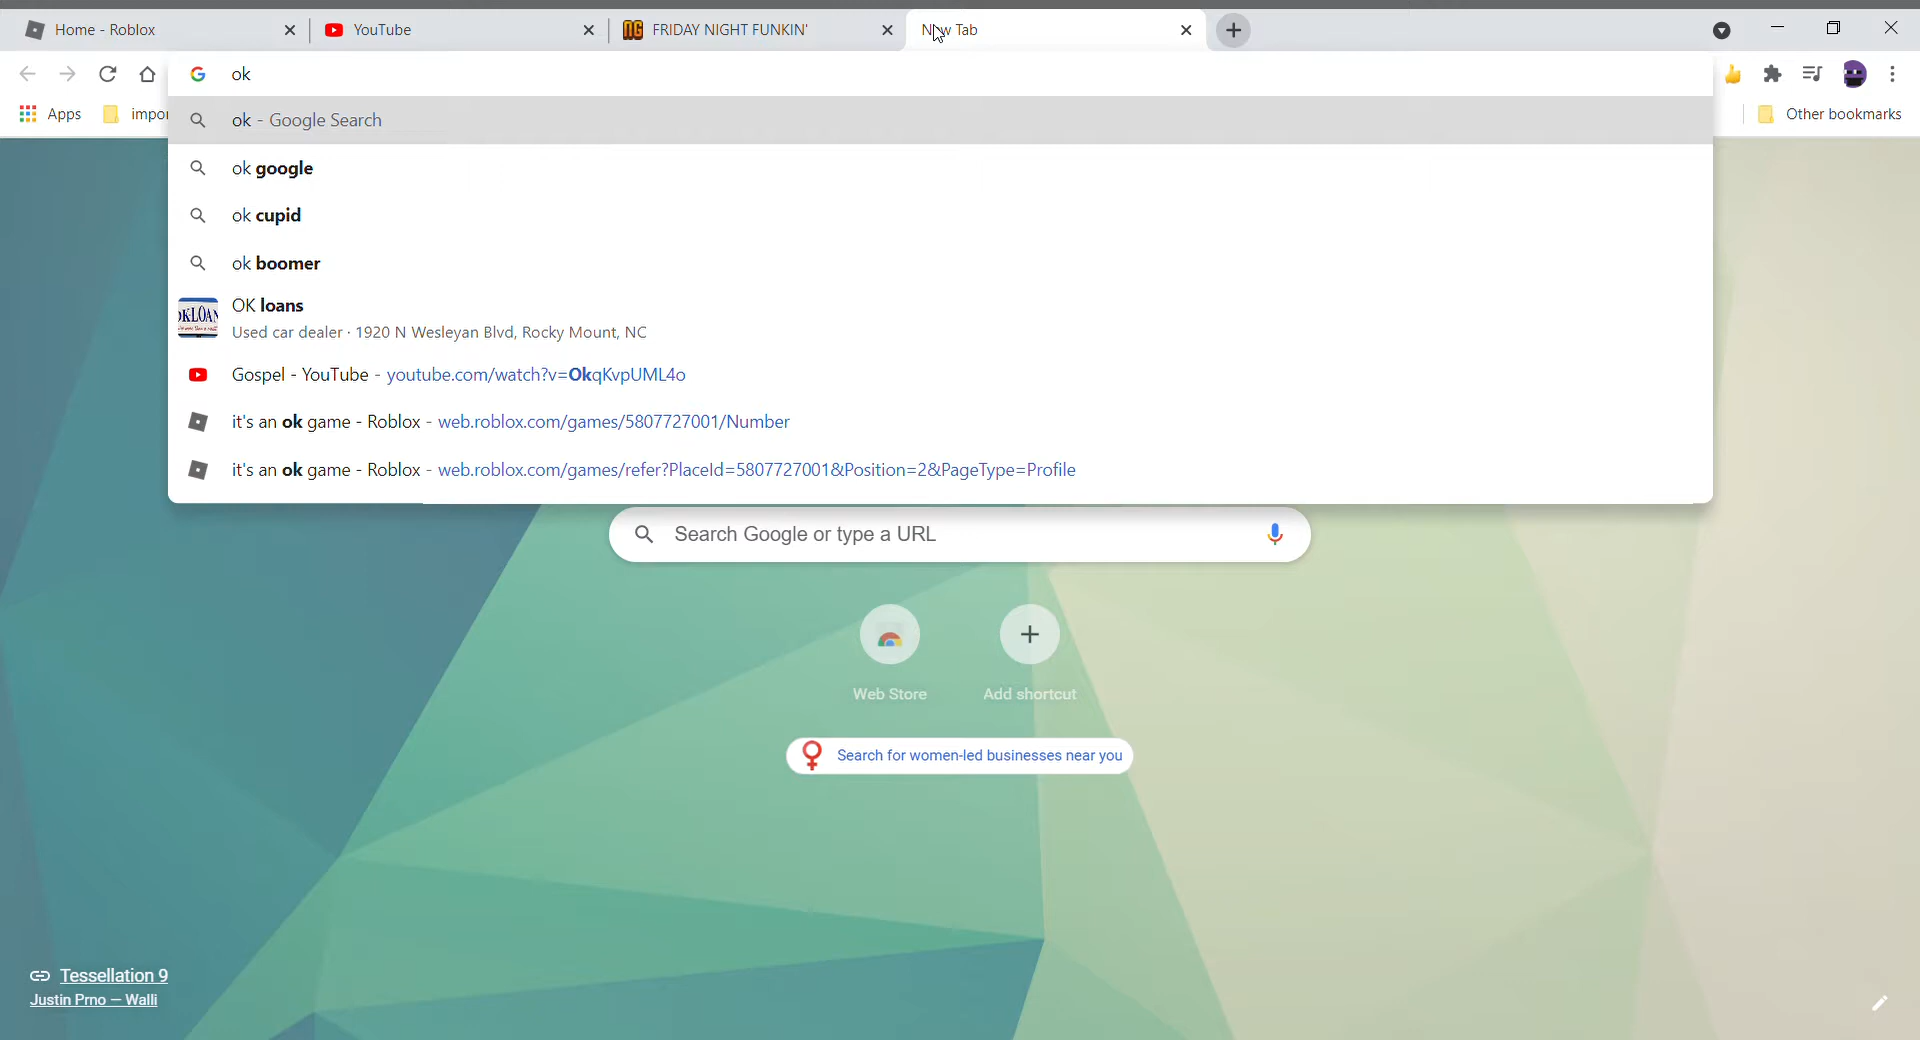 Home - Roblox
YouTube
FRIDAY NIGHT FUNKIN'
New Tab
ok
Apps
impor
Other bookmarks
ok - Google Search
ok google
ok cupid
ok boomer
OK loans
Used car dealer · 1920 N Wesleyan Blvd, Rocky Mount, NC
Gospel - YouTube - youtube.com/watch?v=OkqKvpUML4o
it's an ok game - Roblox - web.roblox.com/games/5807727001/Number
it's an ok game - Roblox - web.roblox.com/games/refer?PlaceId=5807727001&Position=2&PageType=Profile
Search Google or type a URL
Web Store
Add shortcut
Search for women-led businesses near you
Tessellation 9
Justin Prno — Walli